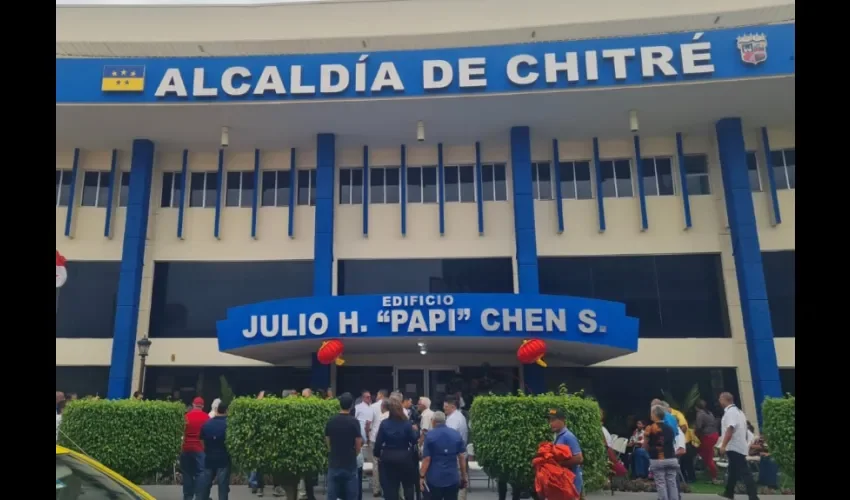 ALCALDÍA DE CHITRÉ
EDIFICIO
JULIO H. “PAPI” CHEN S.